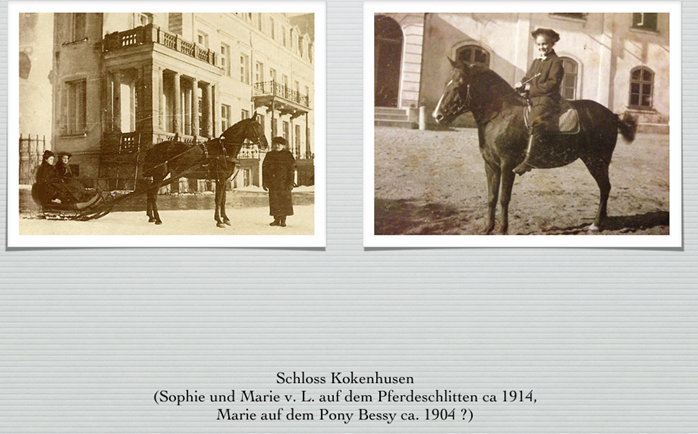 Schloss Kokenhusen
(Sophie und Marie v. L. auf dem Pferdeschlitten ca 1914,
Marie auf dem Pony Bessy ca. 1904 ?)